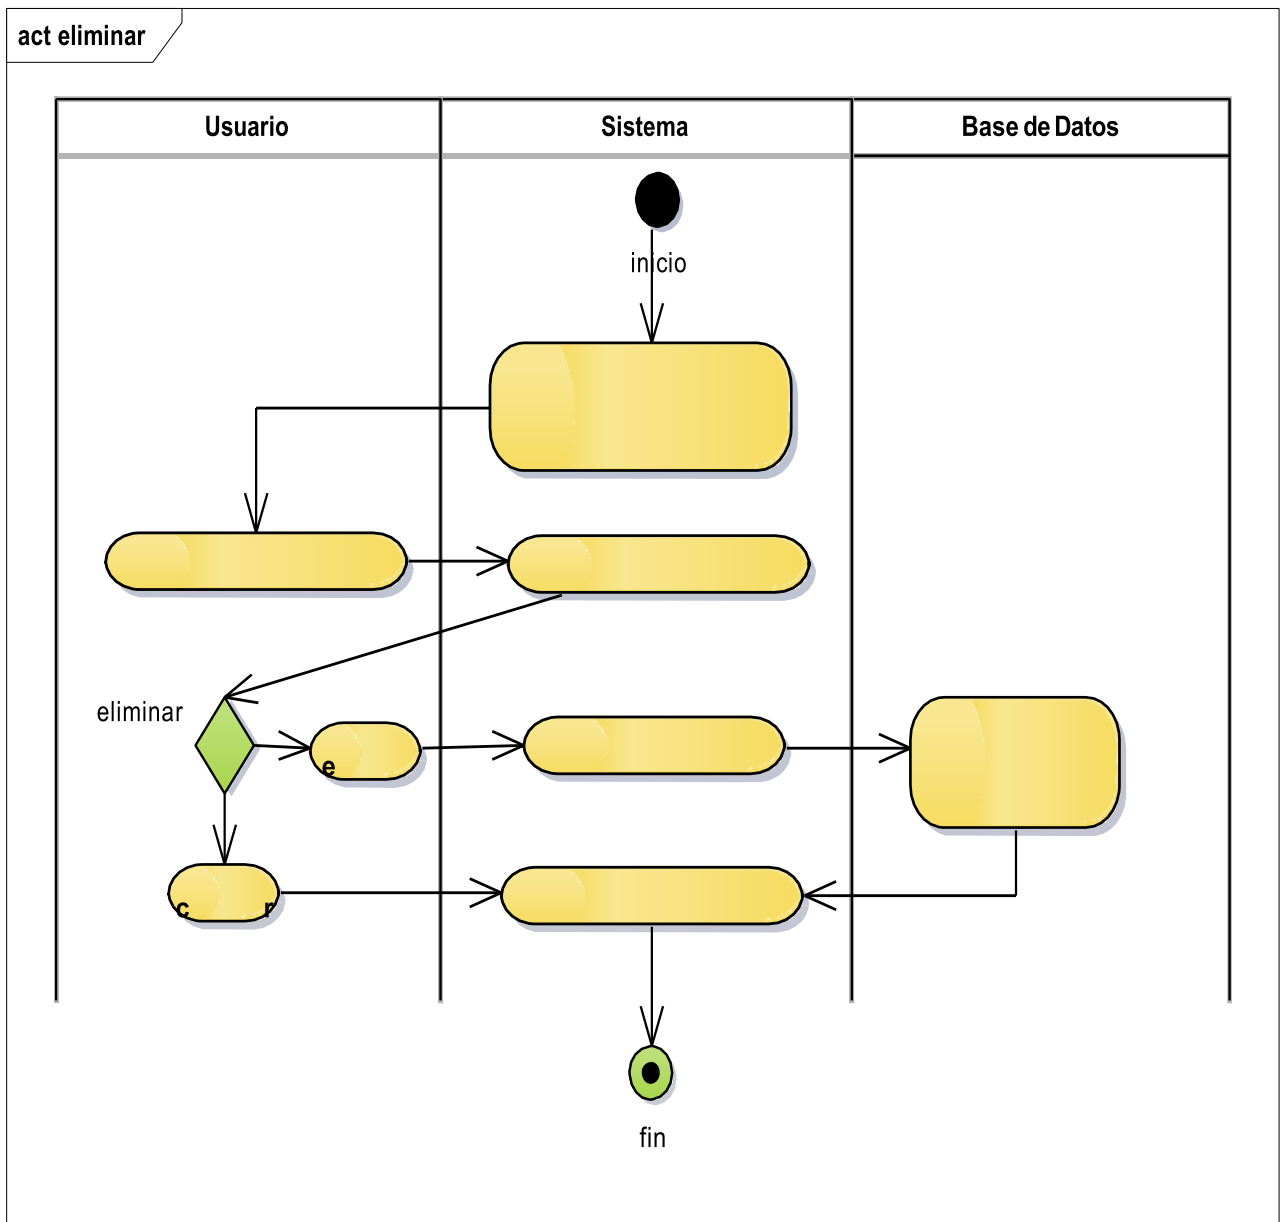 act eliminar
Usuario
Sistema
Base de Datos
inicio
eliminar
e
c r
fin